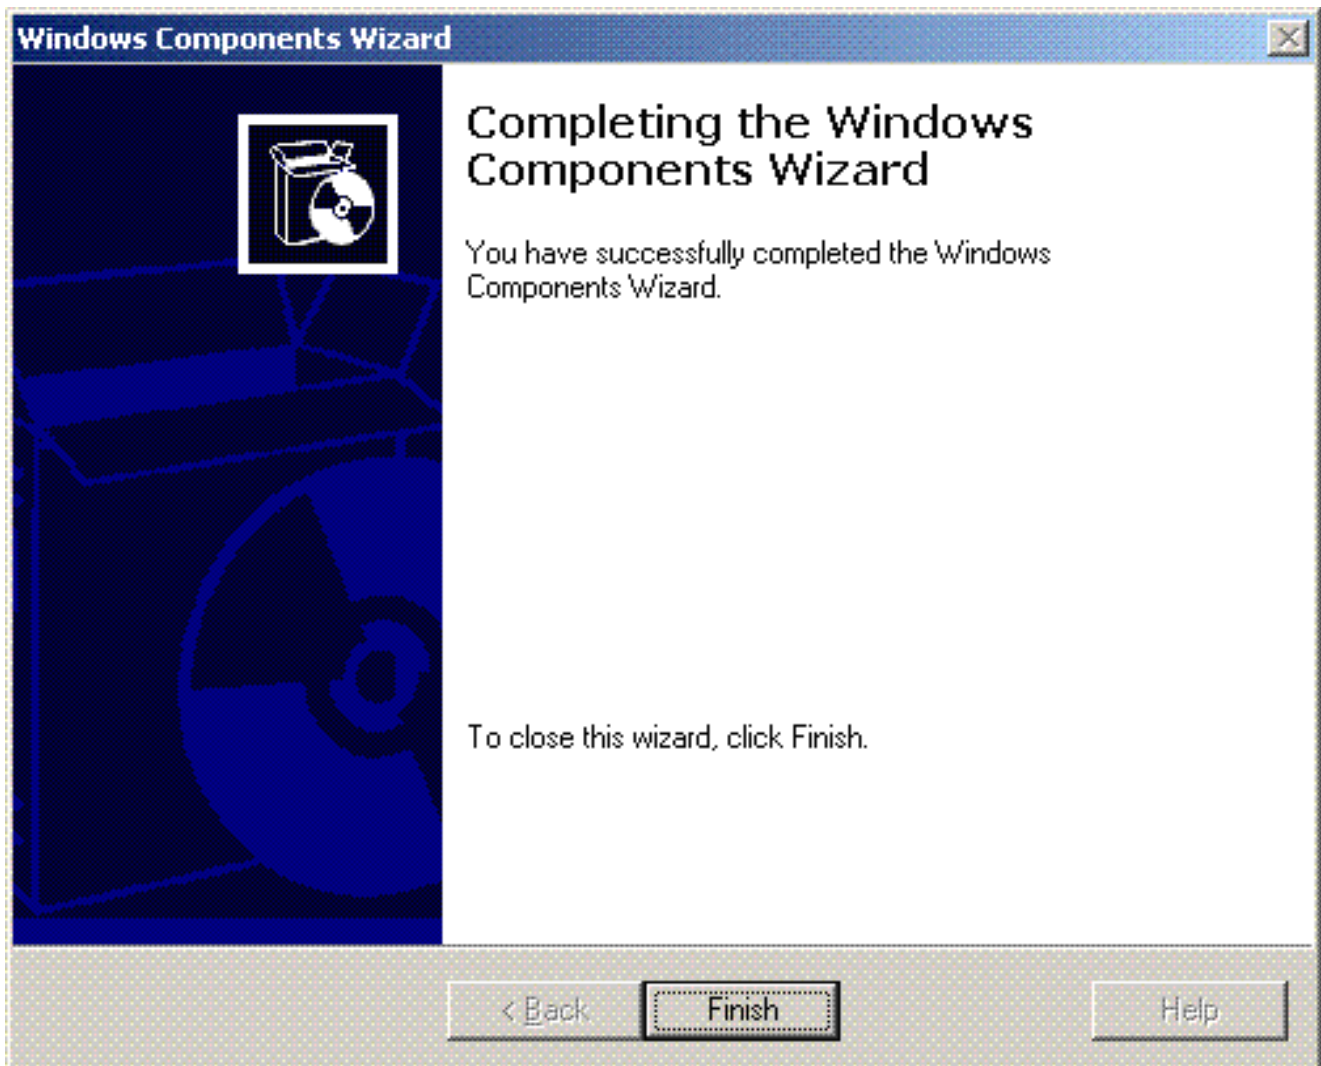 Windows Components Wizard
Completing the Windows
Components Wizard
You have successfully completed the Windows
Components Wizard.
To close this wizard, click Finish.
< Back
Finish
Help